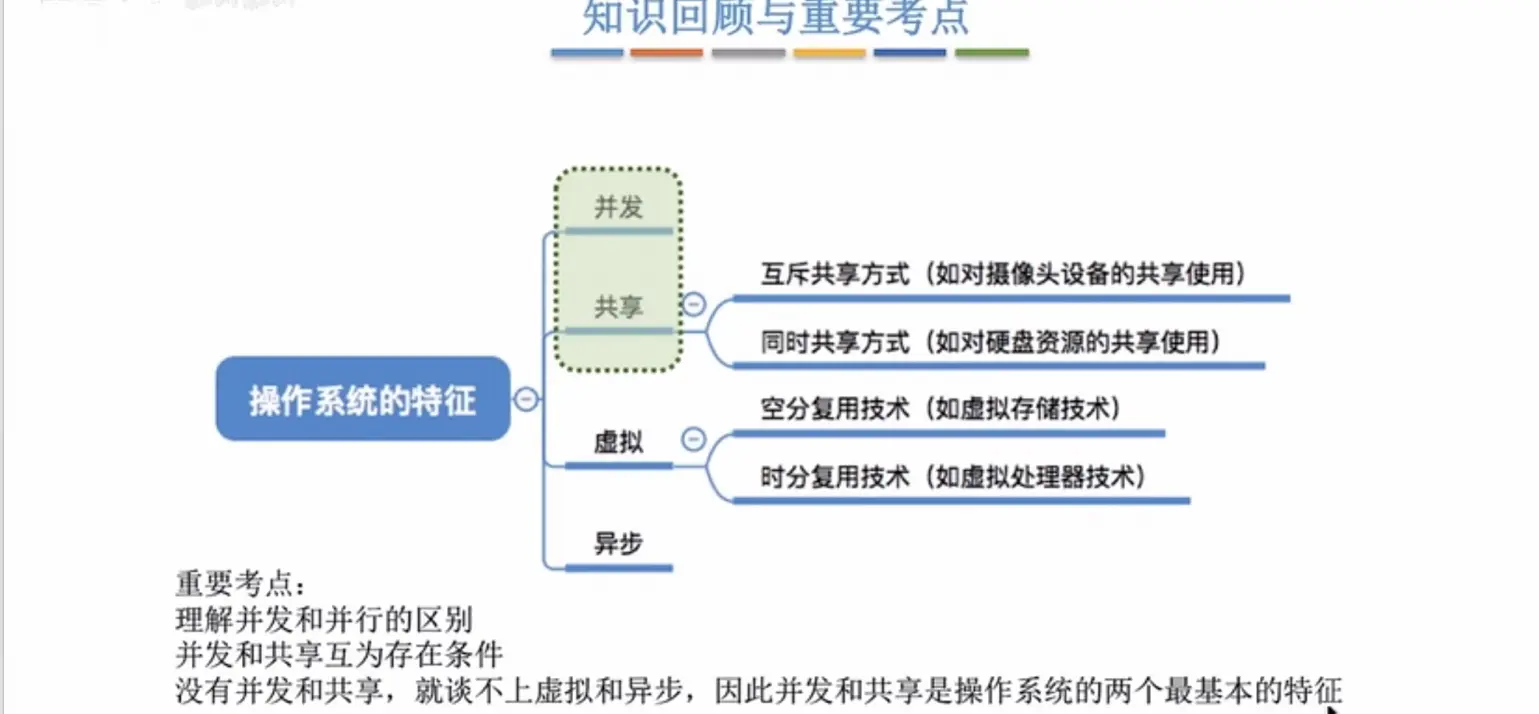 知识回顾与重要考点
并发
共享
互斥共享方式（如对摄像头设备的共享使用）
同时共享方式（如对硬盘资源的共享使用）
操作系统的特征
虚拟
空分复用技术（如虚拟存储技术）
时分复用技术（如虚拟处理器技术）
异步
重要考点：
理解并发和并行的区别
并发和共享互为存在条件
没有并发和共享，就谈不上虚拟和异步，因此并发和共享是操作系统的两个最基本的特征